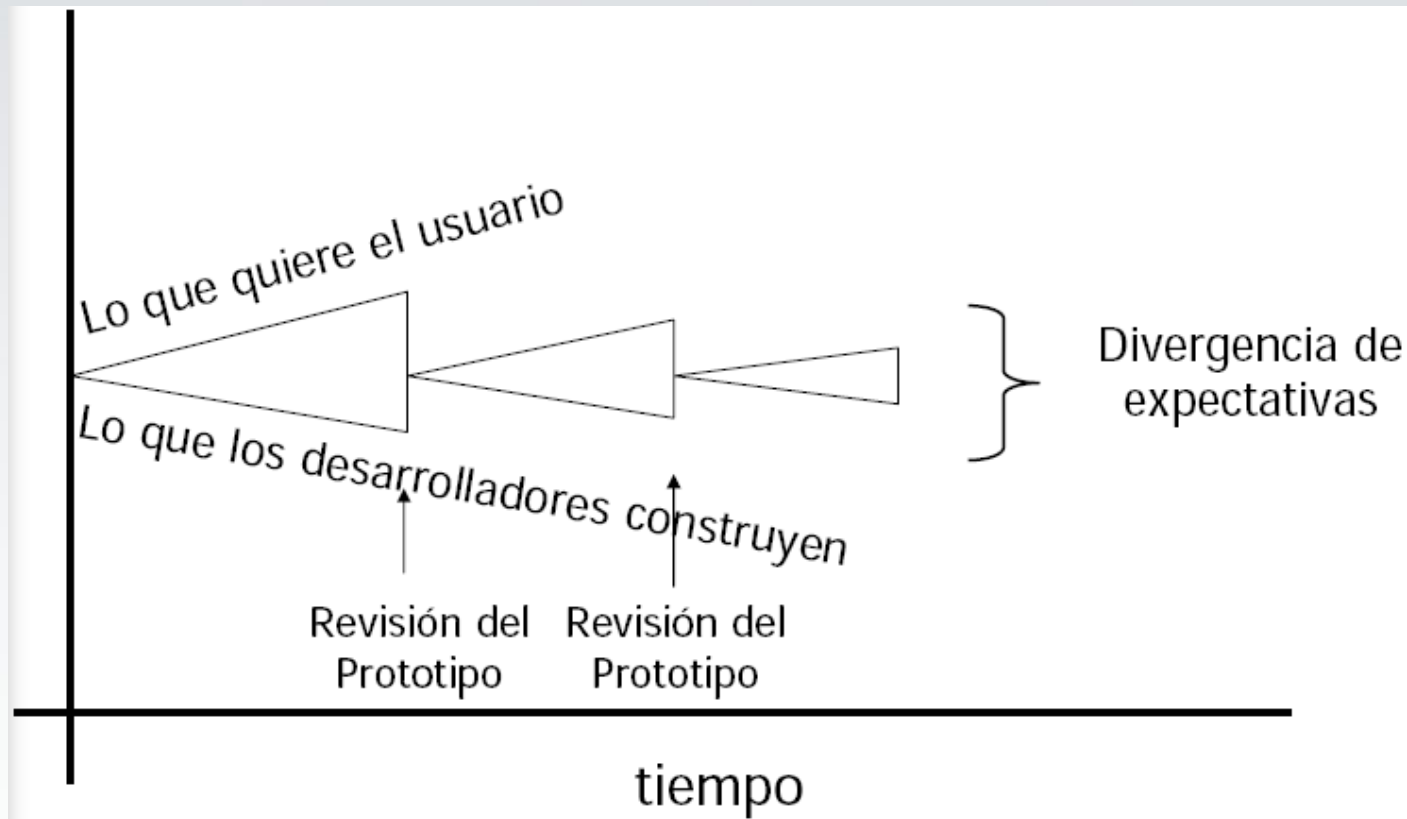 Lo que quiere el usuario
Lo que los desarrolladores construyen
Divergencia de
expectativas
Revisión del
Prototipo
Revisión del
Prototipo
tiempo